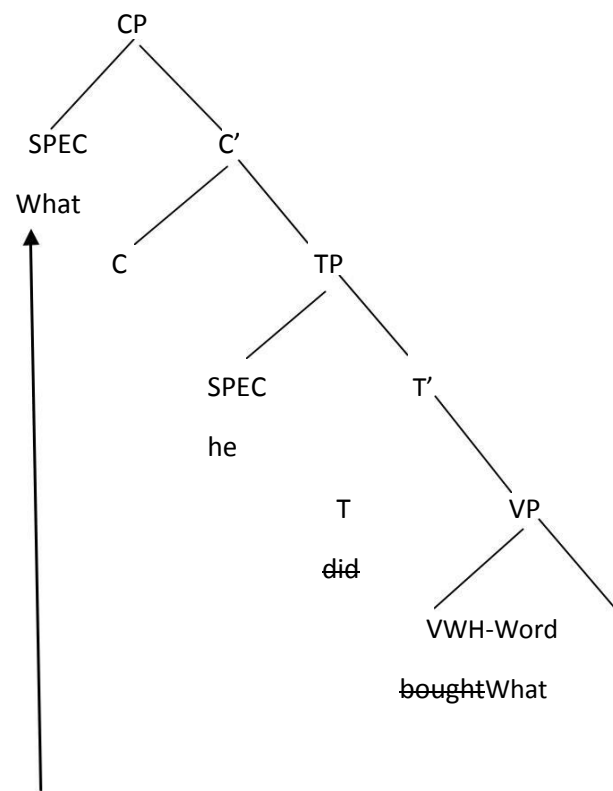 CP
SPEC C’
What
C TP
SPEC T’
he
T VP
did
VWH-Word
boughtWhat